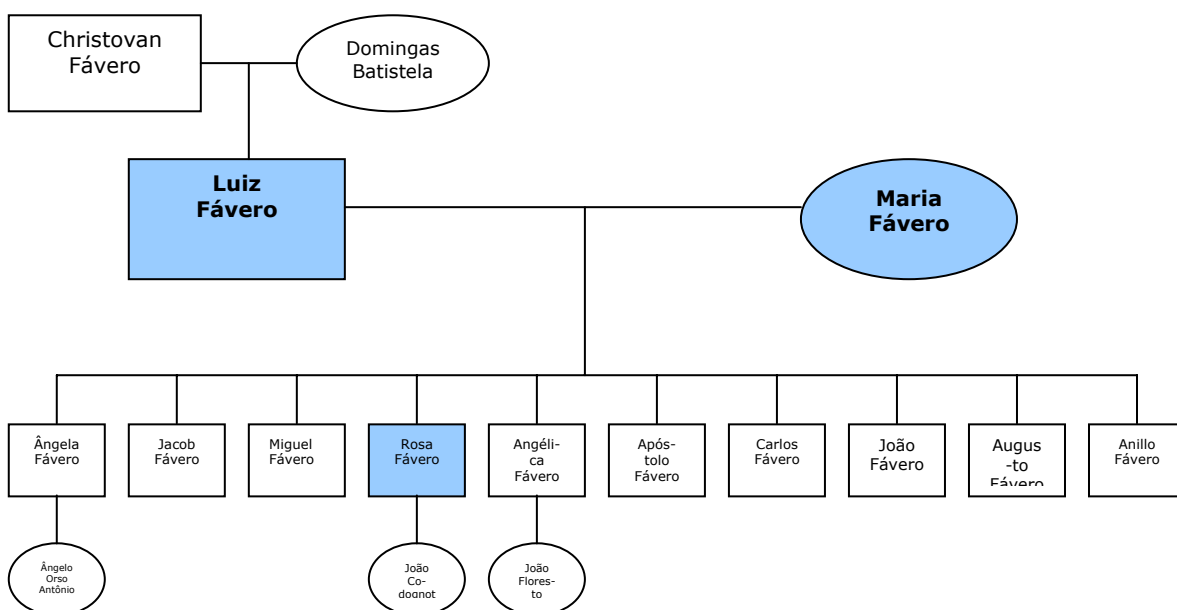 Christovan
Fávero
Domingas
Batistela
Luiz
Fávero
Maria
Fávero
Ângela
Fávero
Jacob
Fávero
Miguel
Fávero
Rosa
Fávero
Angéli-
ca
Fávero
Após-
tolo
Fávero
Carlos
Fávero
João
Fávero
Augus
-to
Fávero
Anillo
Fávero
Ângelo
Orso
Antônio
João
Co-
dognot
João
Flores-
to